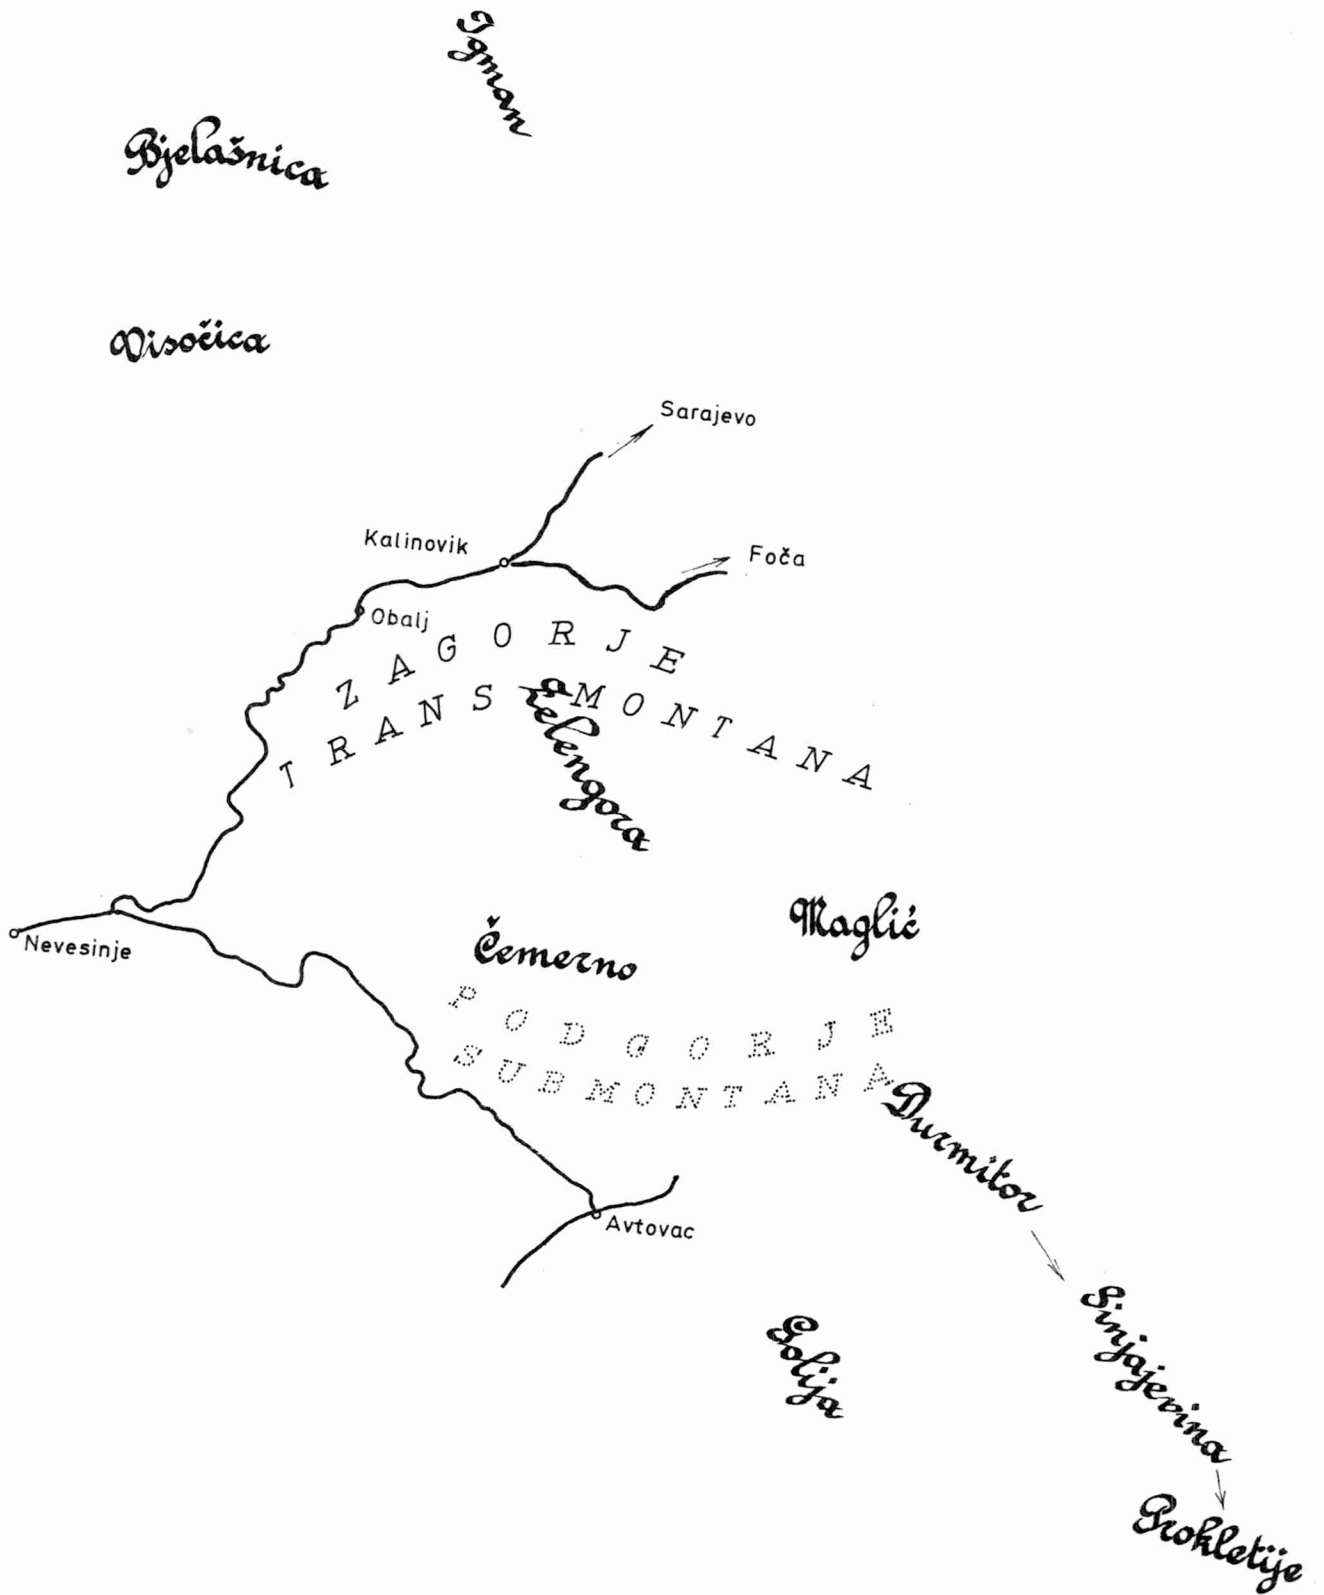 Igman
Bjelašnica
Visočica
Sarajevo
Kalinovik
Foča
Obalj
ZAGORJE
TRANSMONTANA
Zelengora
Nevesinje
Čemerno
Maglić
PODGORJE
SUBMONTANA
Durmitor
Avtovac
Sinjajevina
Golija
Prokletije